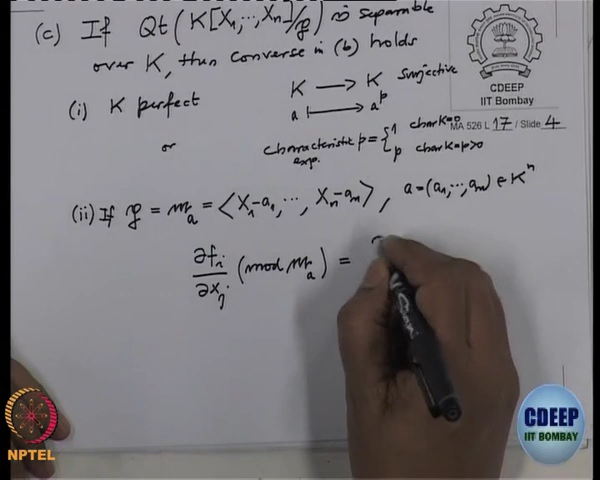 (c) If Qt(K[X₁,…,Xₙ]/𝔭) is separable
over K, then converse in (b) holds
(i) K perfect
K ⟶ K surjective
a ⟼ aᵖ
or
characteristic exp. p = { 1 char K=0
p char K=p>0
(ii) If 𝔭 = 𝔪ₐ = <X₁-a₁, …, Xₙ-aₙ>, a=(a₁,…,aₙ) ∈ Kⁿ
∂fᵢ/∂Xⱼ (mod 𝔪ₐ) =
CDEEP
IIT Bombay
MA 526 L 17 / Slide 4
NPTEL
CDEEP
IIT BOMBAY